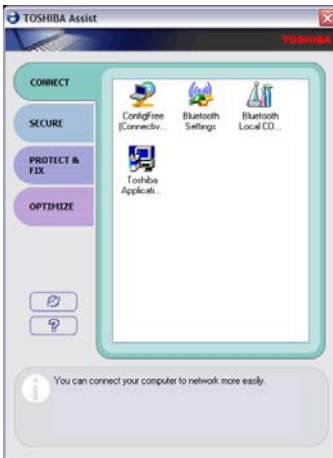 TOSHIBA Assist
TOSHIBA
CONNECT
SECURE
PROTECT &
FIX
OPTIMIZE
ConfigFree
(Connectiv...
Bluetooth
Settings
Bluetooth
Local CO...
Toshiba
Applicati...
?
i
You can connect your computer to network more easily.